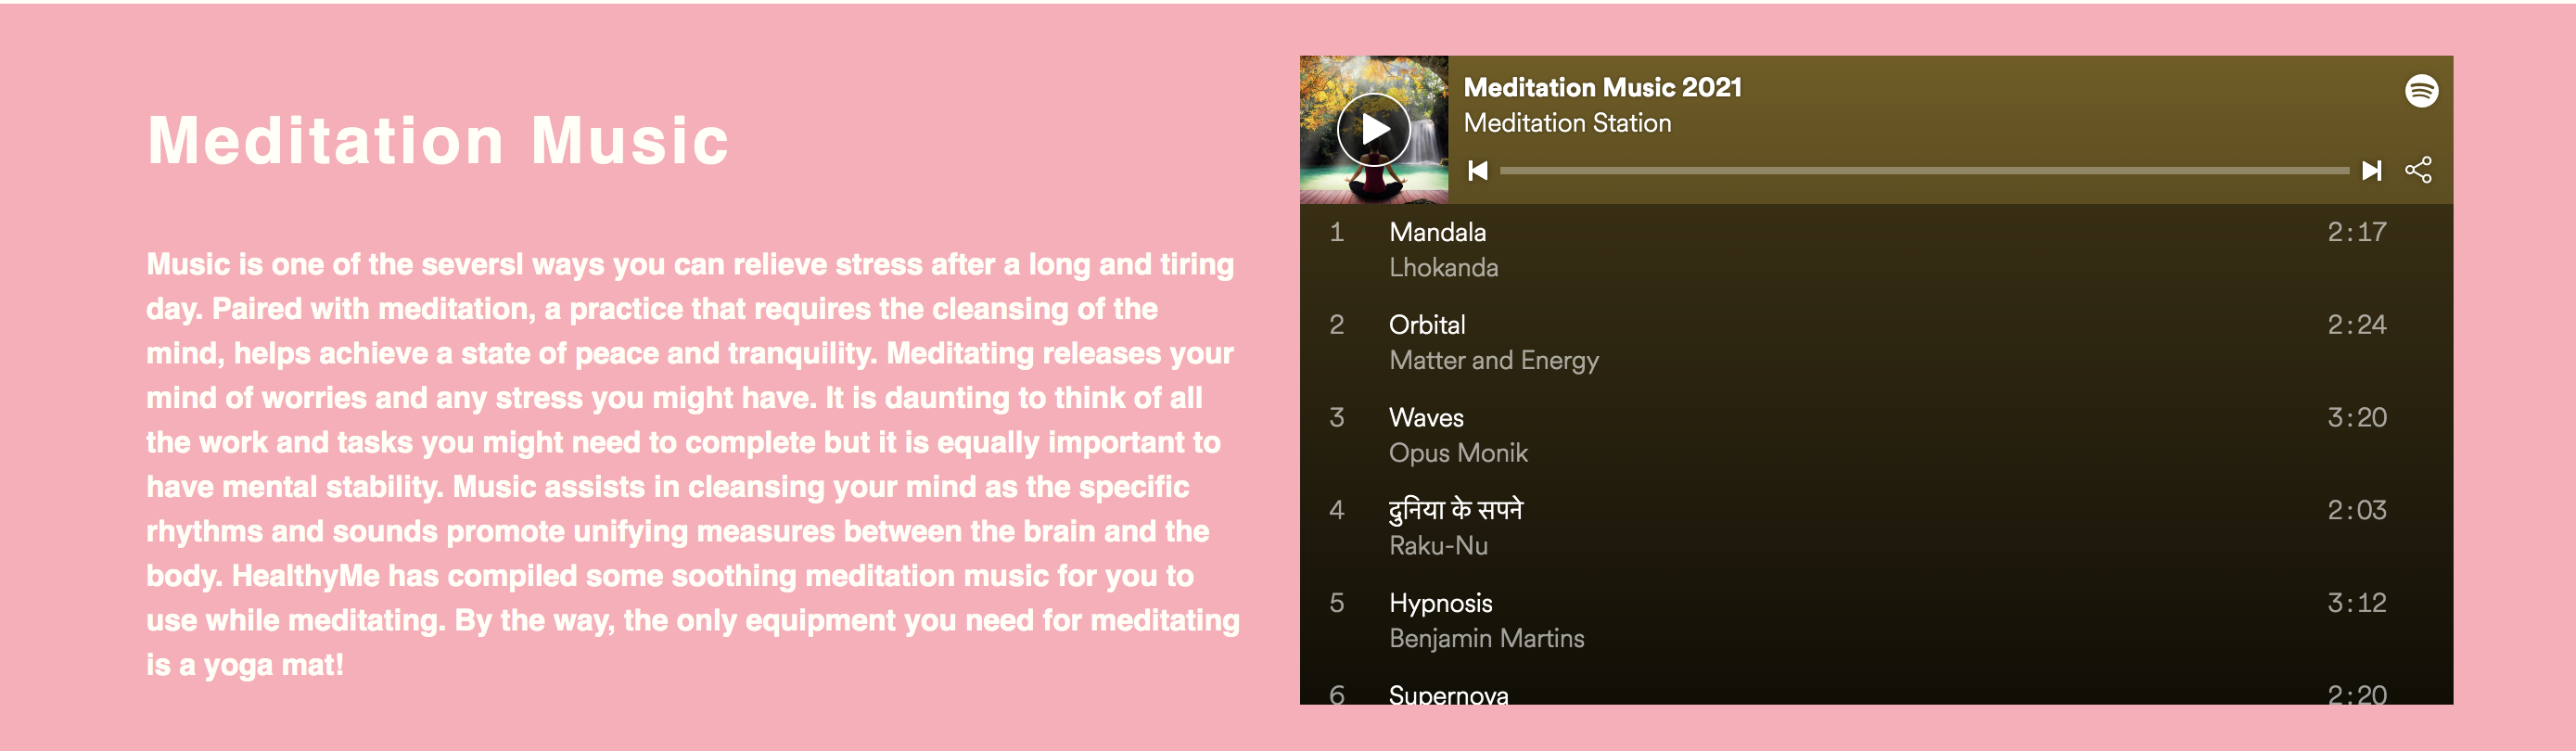 Meditation Music
Music is one of the seversl ways you can relieve stress after a long and tiring
day. Paired with meditation, a practice that requires the cleansing of the
mind, helps achieve a state of peace and tranquility. Meditating releases your
mind of worries and any stress you might have. It is daunting to think of all
the work and tasks you might need to complete but it is equally important to
have mental stability. Music assists in cleansing your mind as the specific
rhythms and sounds promote unifying measures between the brain and the
body. HealthyMe has compiled some soothing meditation music for you to
use while meditating. By the way, the only equipment you need for meditating
is a yoga mat!
Meditation Music 2021
Meditation Station
1 Mandala 2:17
Lhokanda
2 Orbital 2:24
Matter and Energy
3 Waves 3:20
Opus Monik
4 दुनिया के सपने 2:03
Raku-Nu
5 Hypnosis 3:12
Benjamin Martins
6 Supernova 2:20